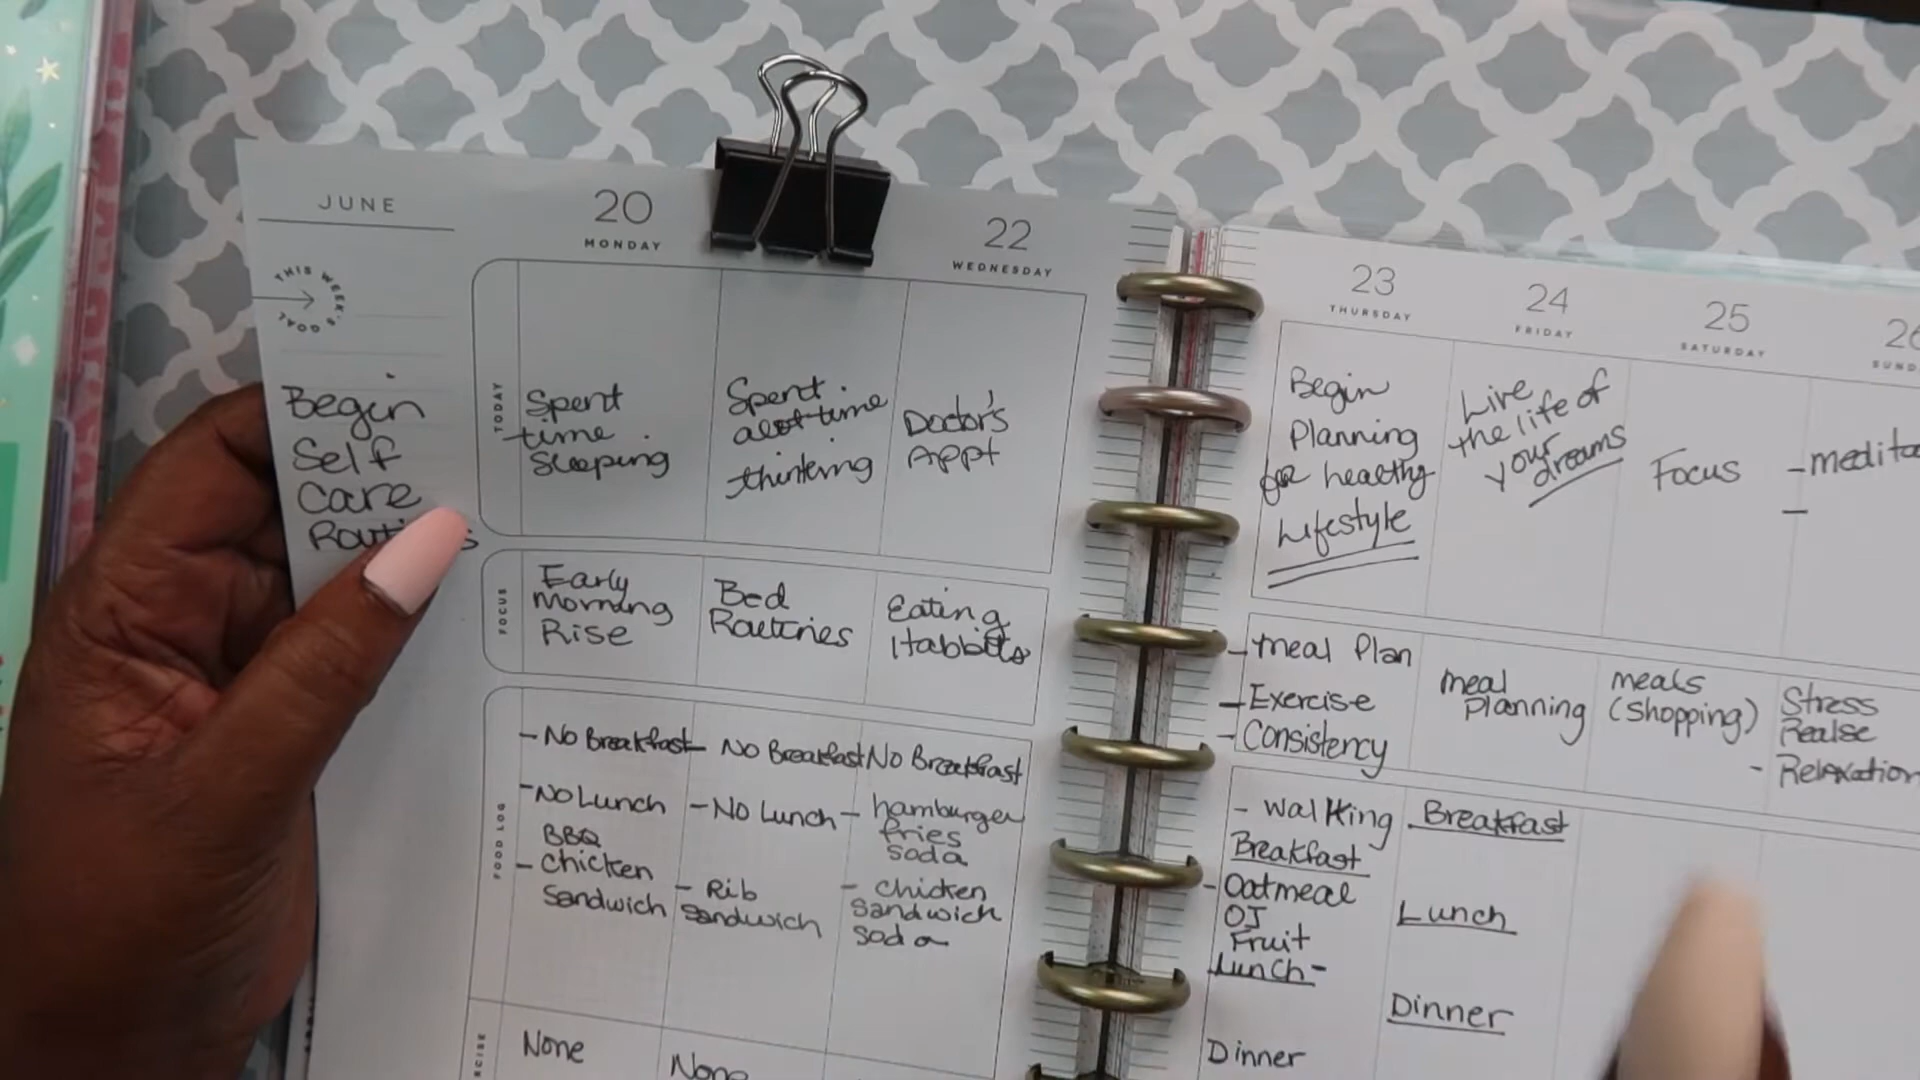 JUNE
THIS WEEK'S GOAL
Begin
Self
Care
20
MONDAY
22
WEDNESDAY
TODAY
Spent
time
sleeping
Spent
alot time
thinking
Doctor's
Appt
FOCUS
Early
Morning
Rise
Bed
Routines
Eating
Habbits
FOOD LOG
- No Breakfast
- No Lunch
BBQ
- Chicken
Sandwich
- No Breakfast
- No Lunch
- Rib
Sandwich
No Breakfast
- hamburger
fries
soda
- chicken
sandwich
soda
None
None
23
THURSDAY
24
FRIDAY
25
SATURDAY
Begin
Planning
for healthy
Lifestyle
Live
the life of
your
dreams
Focus
-
-
- meal Plan
- Exercise
- Consistency
meal
Planning
meals
(shopping)
Stress
Realse
- Relaxation
- walking
Breakfast
- Oatmeal
OJ
Fruit
Lunch -
Dinner
Breakfast
Lunch
Dinner